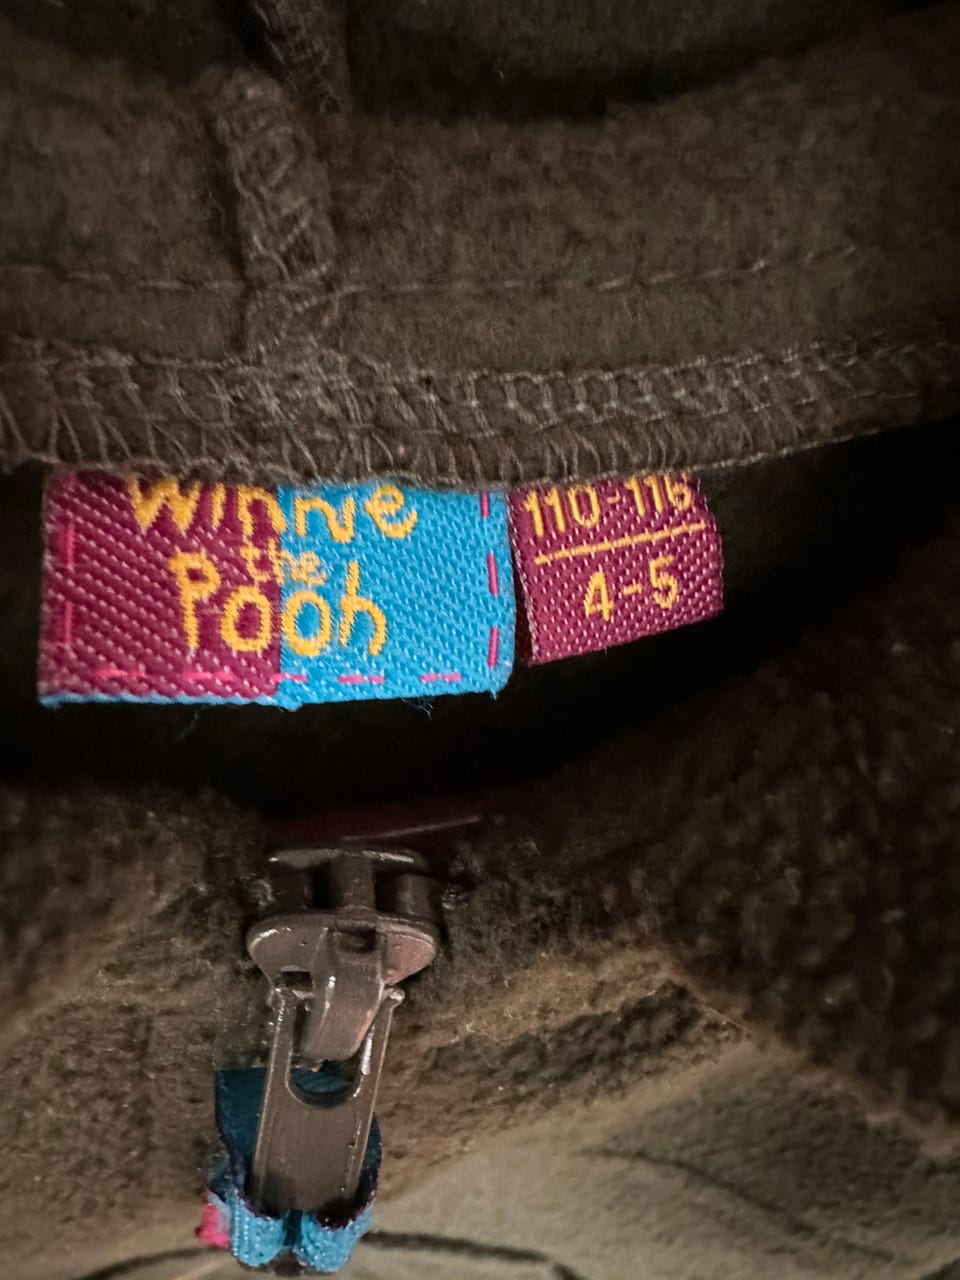 Winnie
the
Pooh
110-116
4-5